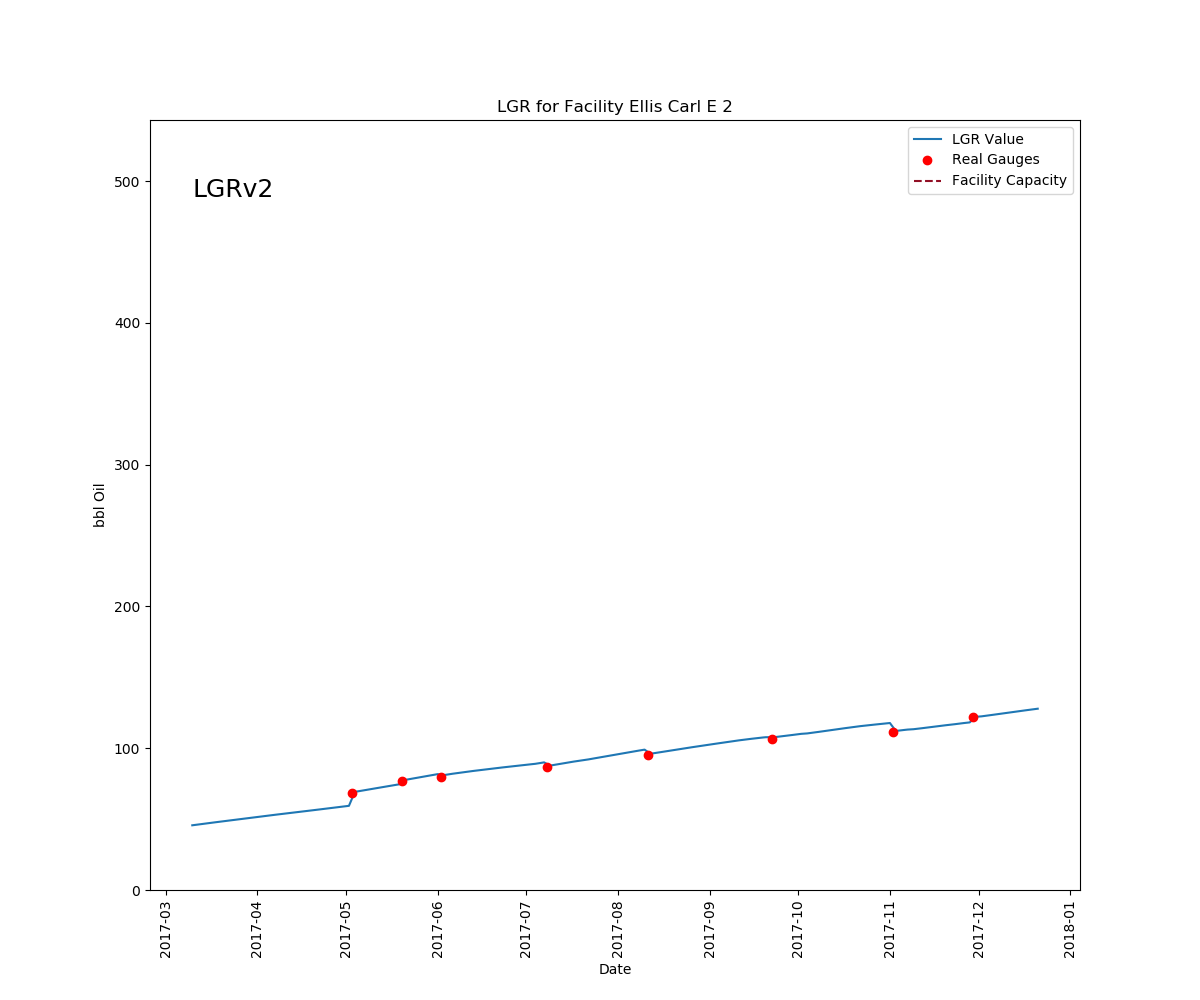 LGR for Facility Ellis Carl E 2
LGR Value
Real Gauges
Facility Capacity
LGRv2
500
400
300
200
100
0
bbl Oil
2017-03
2017-04
2017-05
2017-06
2017-07
2017-08
2017-09
2017-10
2017-11
2017-12
2018-01
Date